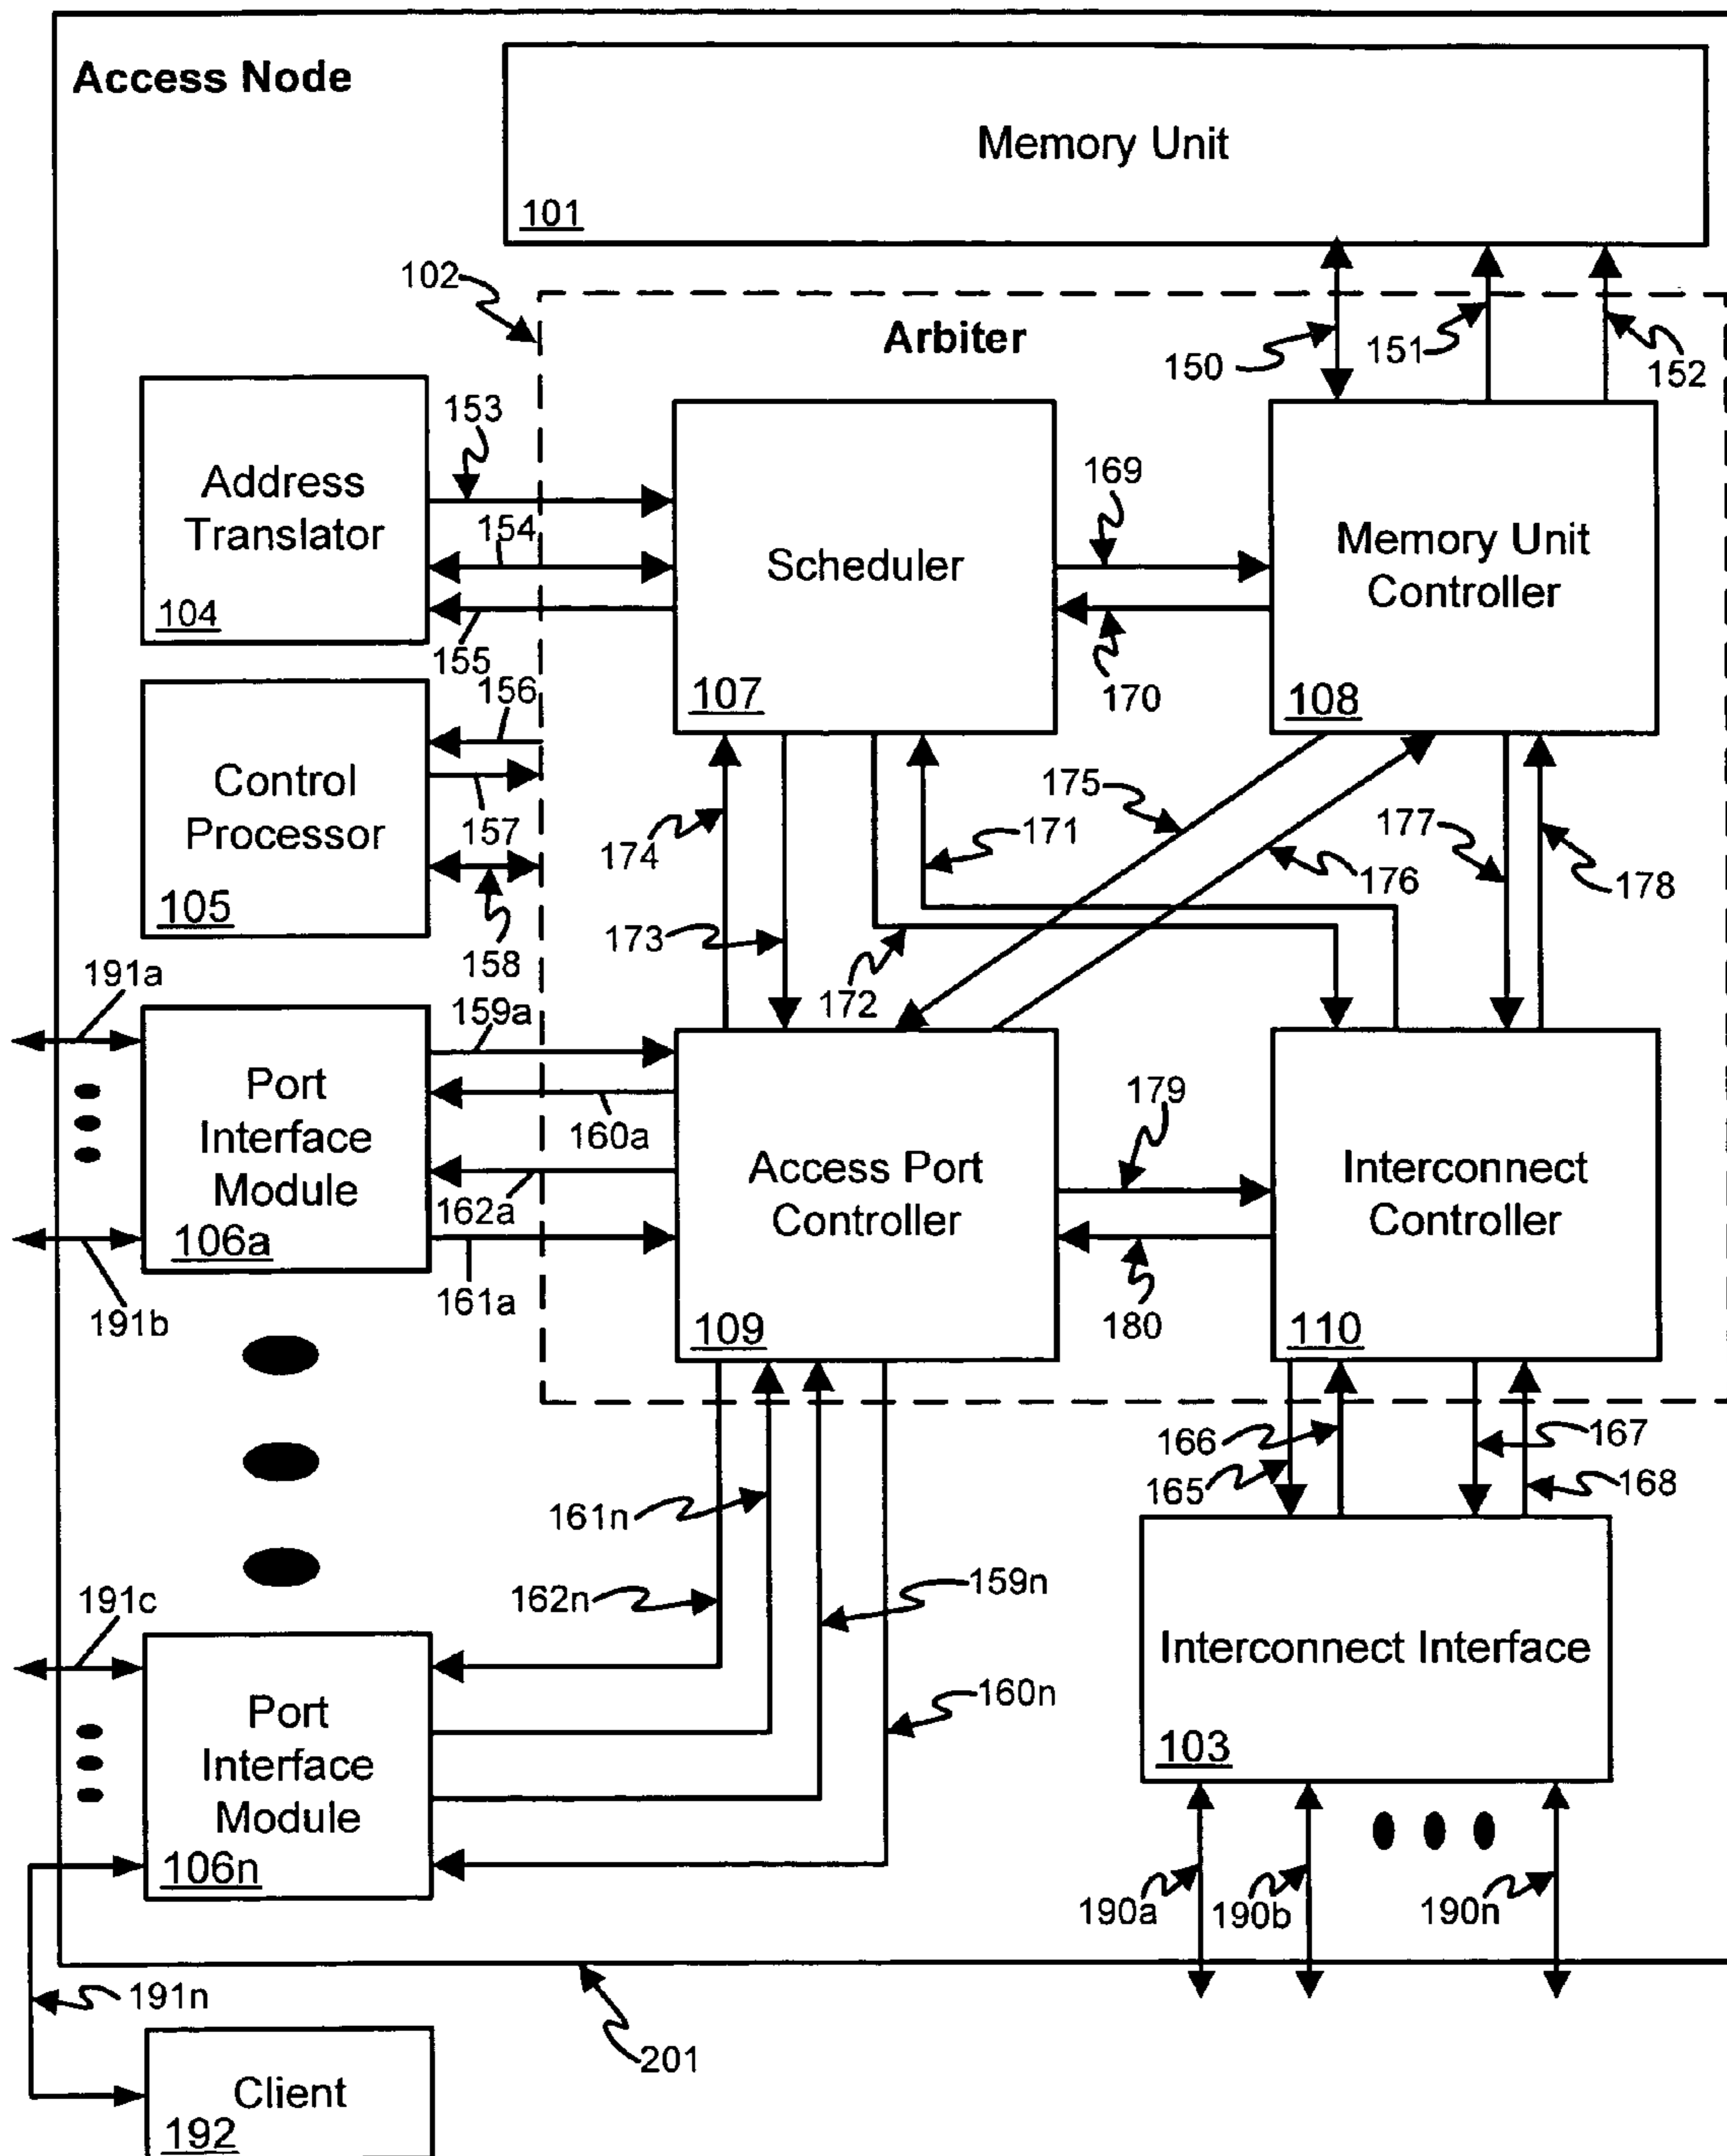 Access Node
Memory Unit
101
102
Arbiter
150
151
152
Address
Translator
104
153
154
155
Scheduler
107
169
170
Memory Unit
Controller
108
Control
Processor
105
156
157
158
174
173
172
171
175
176
177
178
191a
191b
Port
Interface
Module
106a
159a
160a
162a
161a
Access Port
Controller
109
179
180
Interconnect
Controller
110
166
165
167
168
161n
162n
159n
160n
191c
Port
Interface
Module
106n
Interconnect Interface
103
190a
190b
190n
191n
201
Client
192